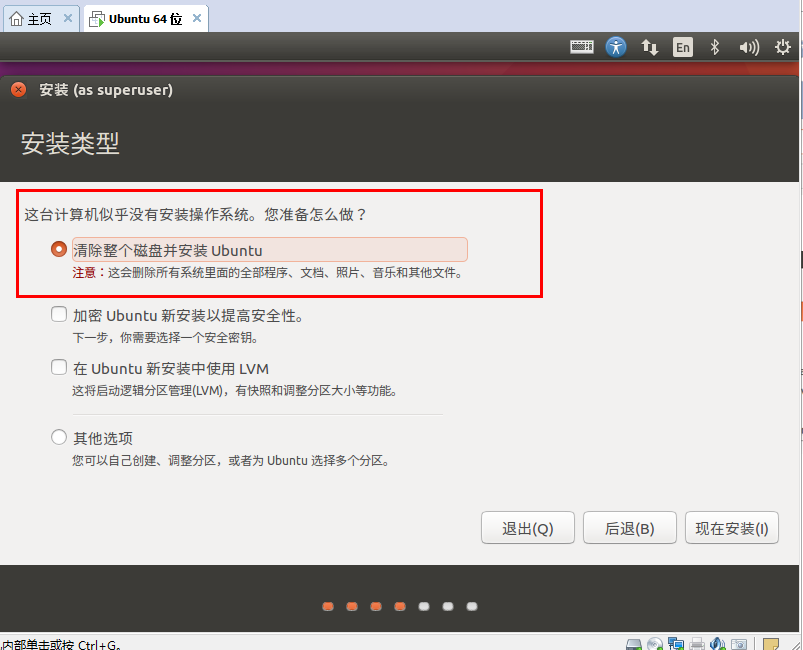 主页
Ubuntu 64 位
En
安装 (as superuser)
安装类型
这台计算机似乎没有安装操作系统。您准备怎么做？
清除整个磁盘并安装 Ubuntu
注意：这会删除所有系统里面的全部程序、文档、照片、音乐和其他文件。
加密 Ubuntu 新安装以提高安全性。
下一步，你需要选择一个安全密钥。
在 Ubuntu 新安装中使用 LVM
这将启动逻辑分区管理(LVM)，有快照和调整分区大小等功能。
其他选项
您可以自己创建、调整分区，或者为 Ubuntu 选择多个分区。
退出(Q)
后退(B)
现在安装(I)
内部单击或按 Ctrl+G。